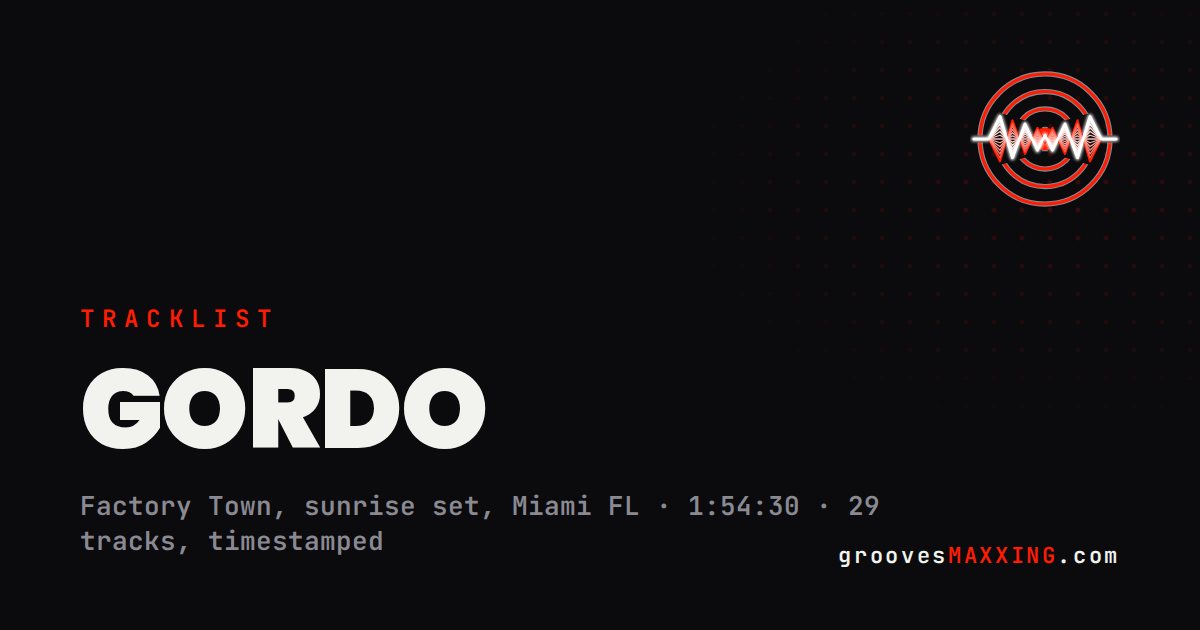 TRACKLIST
GORDO
Factory Town, sunrise set, Miami FL · 1:54:30 · 29
tracks, timestamped
groovesMAXXING.com